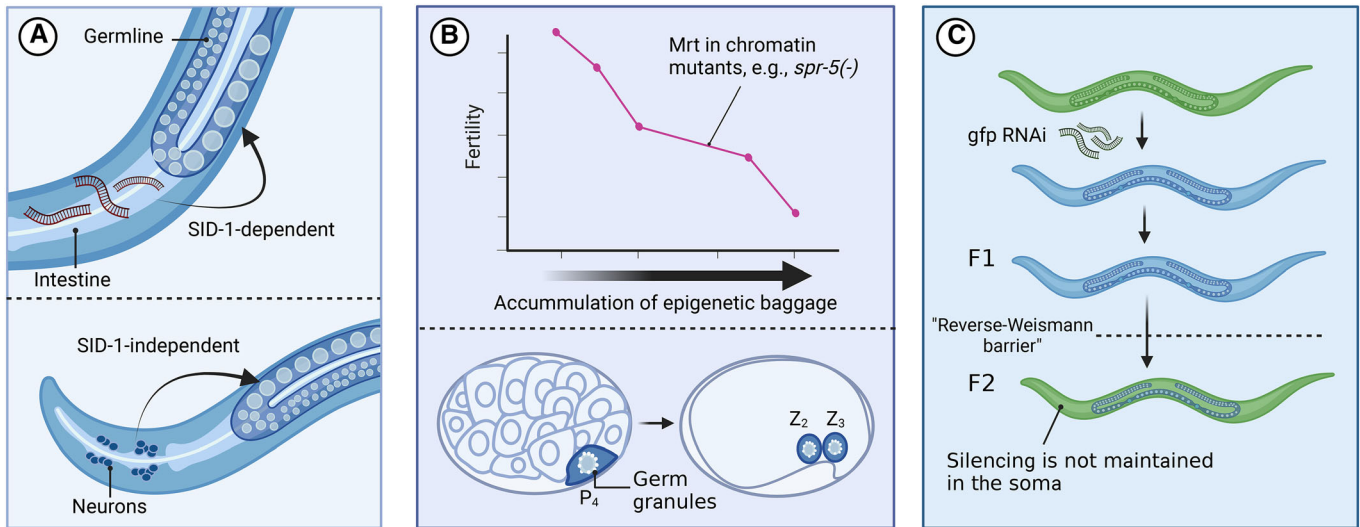 A
Germline
SID-1-dependent
Intestine
SID-1-independent
Neurons
B
Fertility
Mrt in chromatin
mutants, e.g., spr-5(-)
Accummulation of epigenetic baggage
P4
Germ
granules
Z2 Z3
C
gfp RNAi
F1
"Reverse-Weismann
barrier"
F2
Silencing is not maintained
in the soma